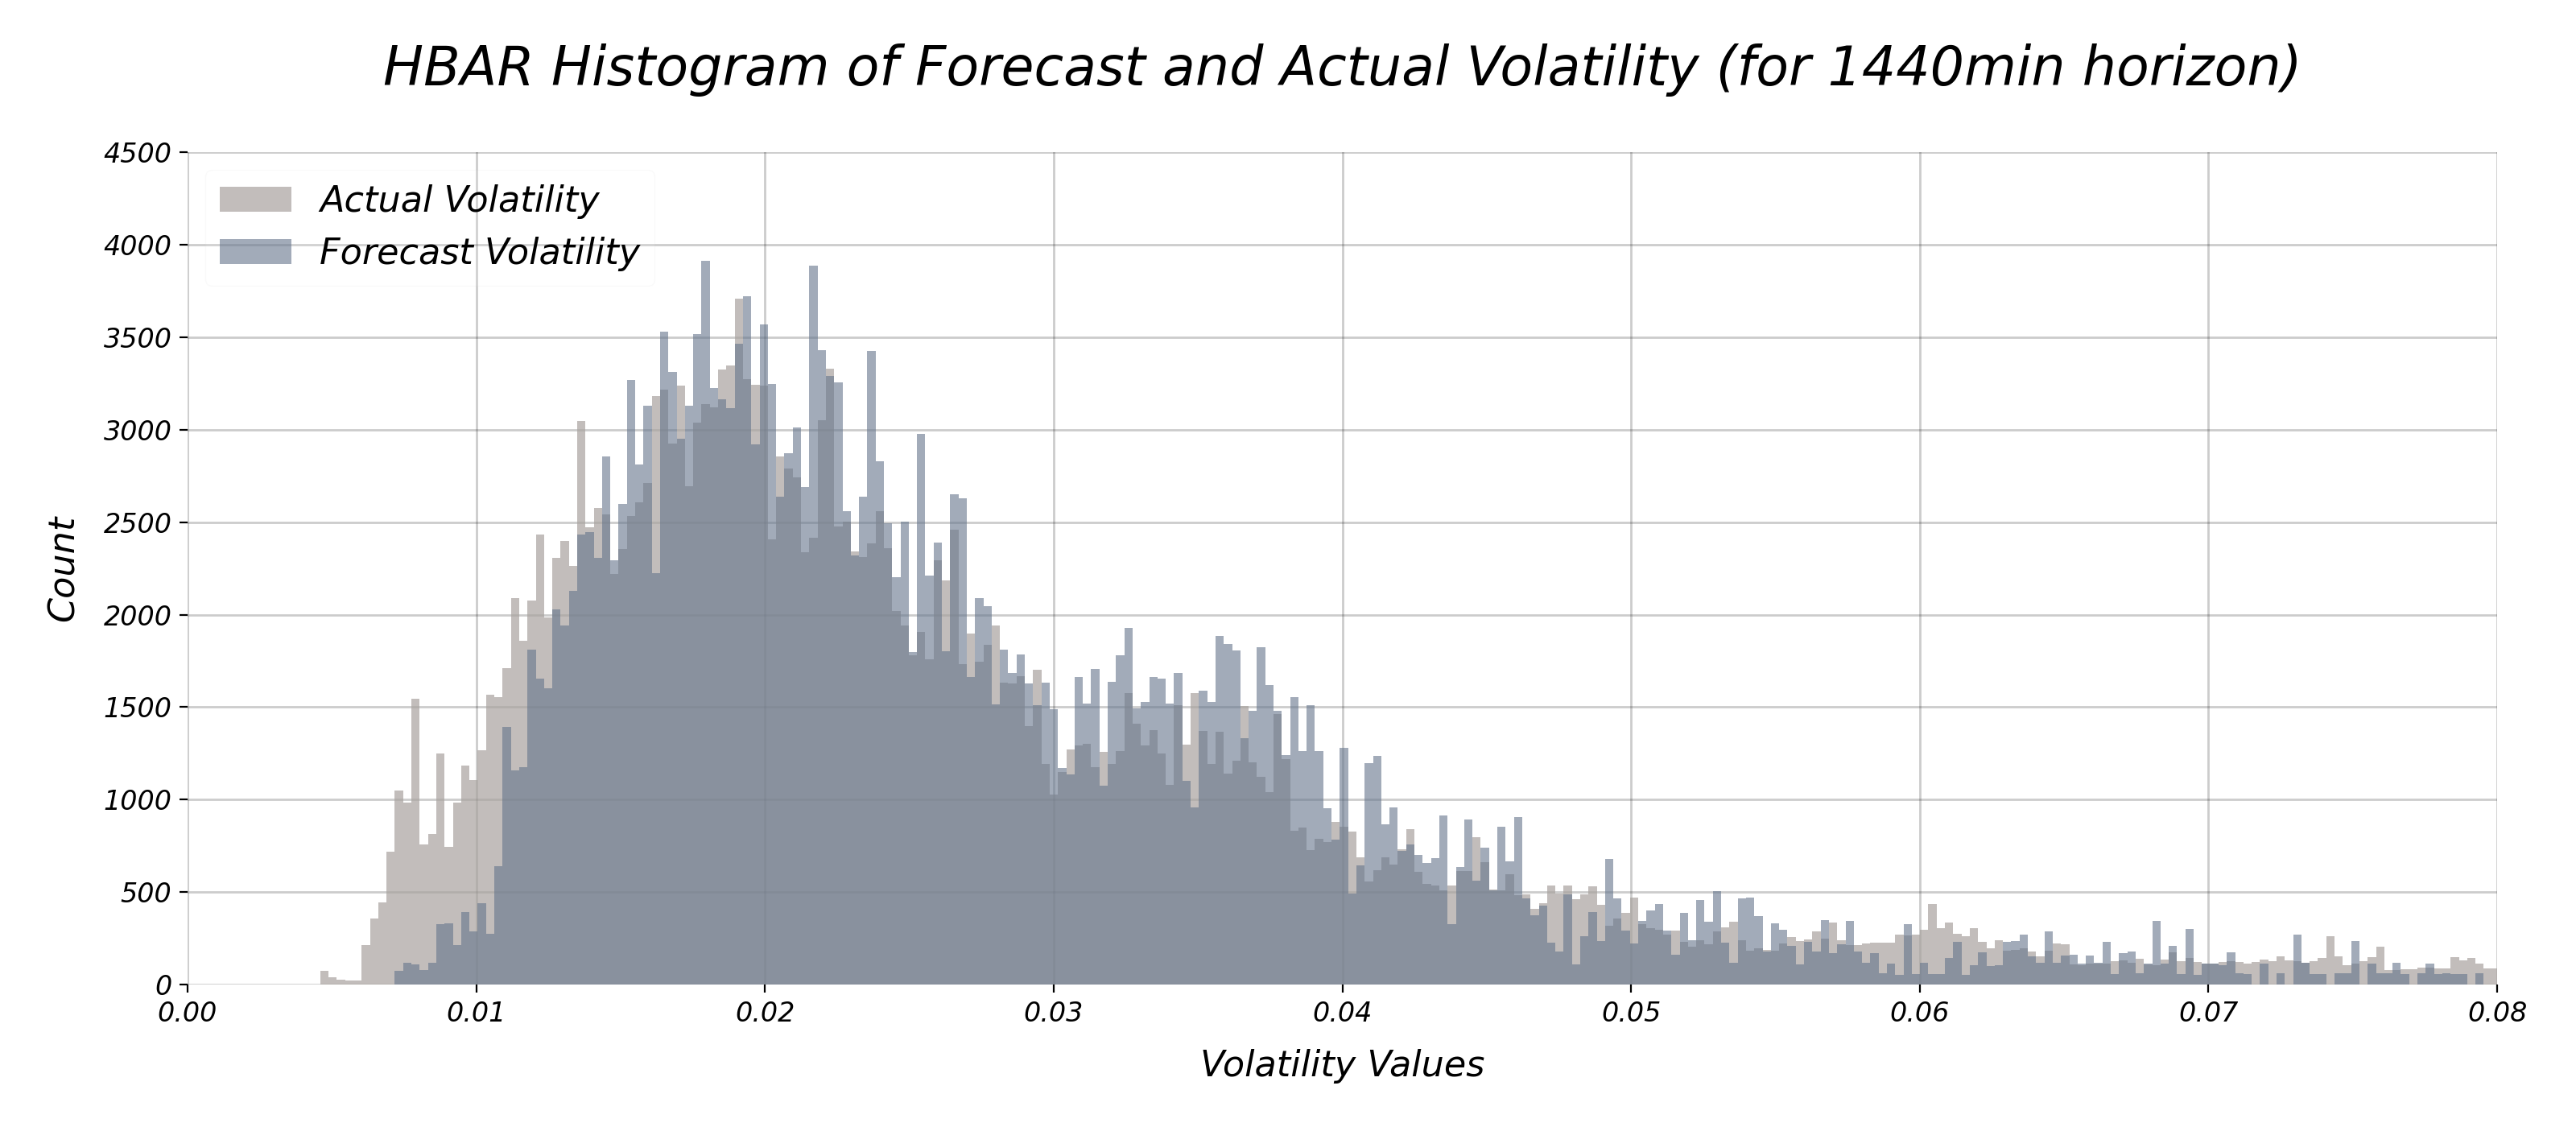 HBAR Histogram of Forecast and Actual Volatility (for 1440min horizon)
4500
4000
3500
3000
2500
2000
1500
1000
500
0
Count
Actual Volatility
Forecast Volatility
0.00 0.01 0.02 0.03 0.04 0.05 0.06 0.07 0.08
Volatility Values